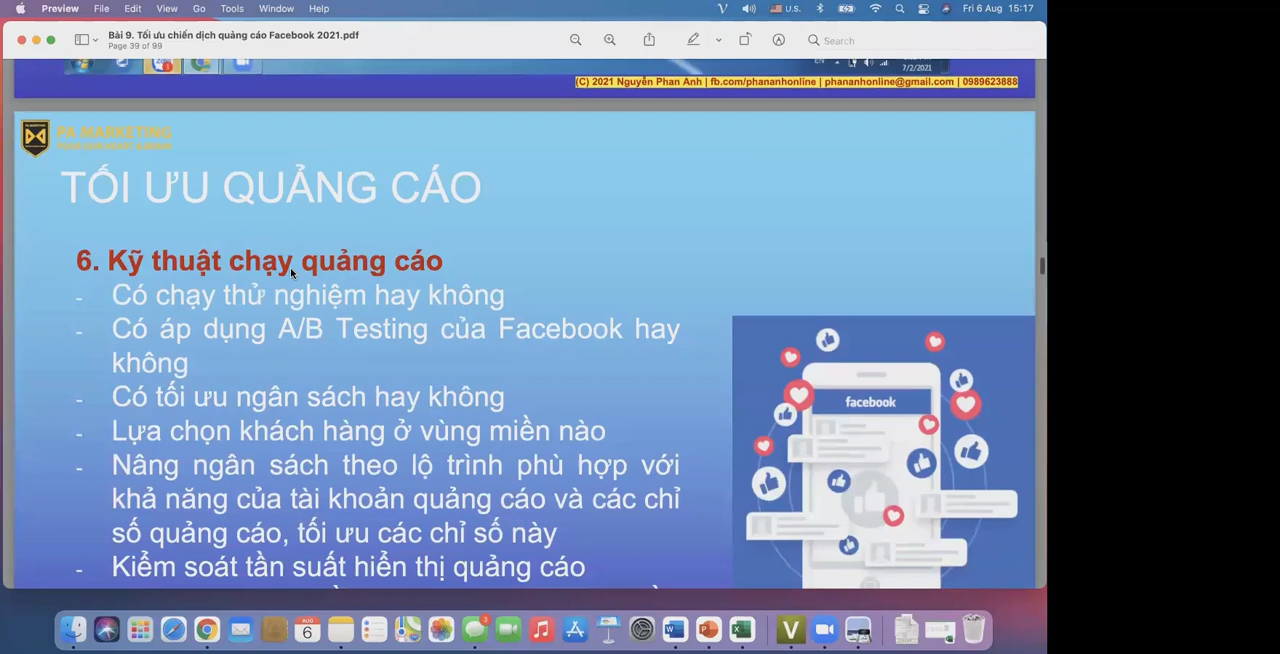 Preview File Edit View Go Tools Window Help U.S. Fri 6 Aug 15:17
Bài 9. Tối ưu chiến dịch quảng cáo Facebook 2021.pdf
Page 39 of 99
Search
7/2/2021
(C) 2021 Nguyễn Phan Anh | fb.com/phananhonline | phananhonline@gmail.com | 0989623888
PA MARKETING
TỐI ƯU QUẢNG CÁO
6. Kỹ thuật chạy quảng cáo
- Có chạy thử nghiệm hay không
- Có áp dụng A/B Testing của Facebook hay
không
- Có tối ưu ngân sách hay không
- Lựa chọn khách hàng ở vùng miền nào
- Nâng ngân sách theo lộ trình phù hợp với
khả năng của tài khoản quảng cáo và các chỉ
số quảng cáo, tối ưu các chỉ số này
- Kiểm soát tần suất hiển thị quảng cáo
facebook
AUG
6
3